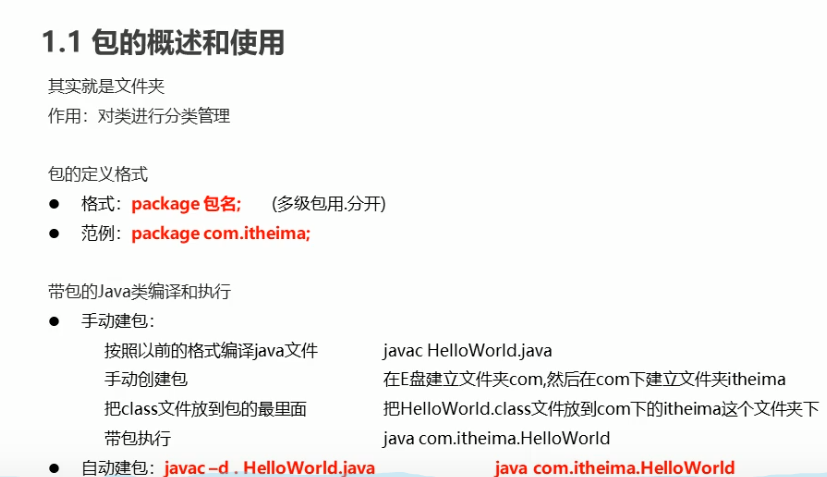 1.1 包的概述和使用
其实就是文件夹
作用：对类进行分类管理
包的定义格式
● 格式：package 包名; (多级包用.分开)
● 范例：package com.itheima;
带包的Java类编译和执行
● 手动建包：
按照以前的格式编译java文件 javac HelloWorld.java
手动创建包 在E盘建立文件夹com,然后在com下建立文件夹itheima
把class文件放到包的最里面 把HelloWorld.class文件放到com下的itheima这个文件夹下
带包执行 java com.itheima.HelloWorld
● 自动建包：javac –d . HelloWorld.java java com.itheima.HelloWorld